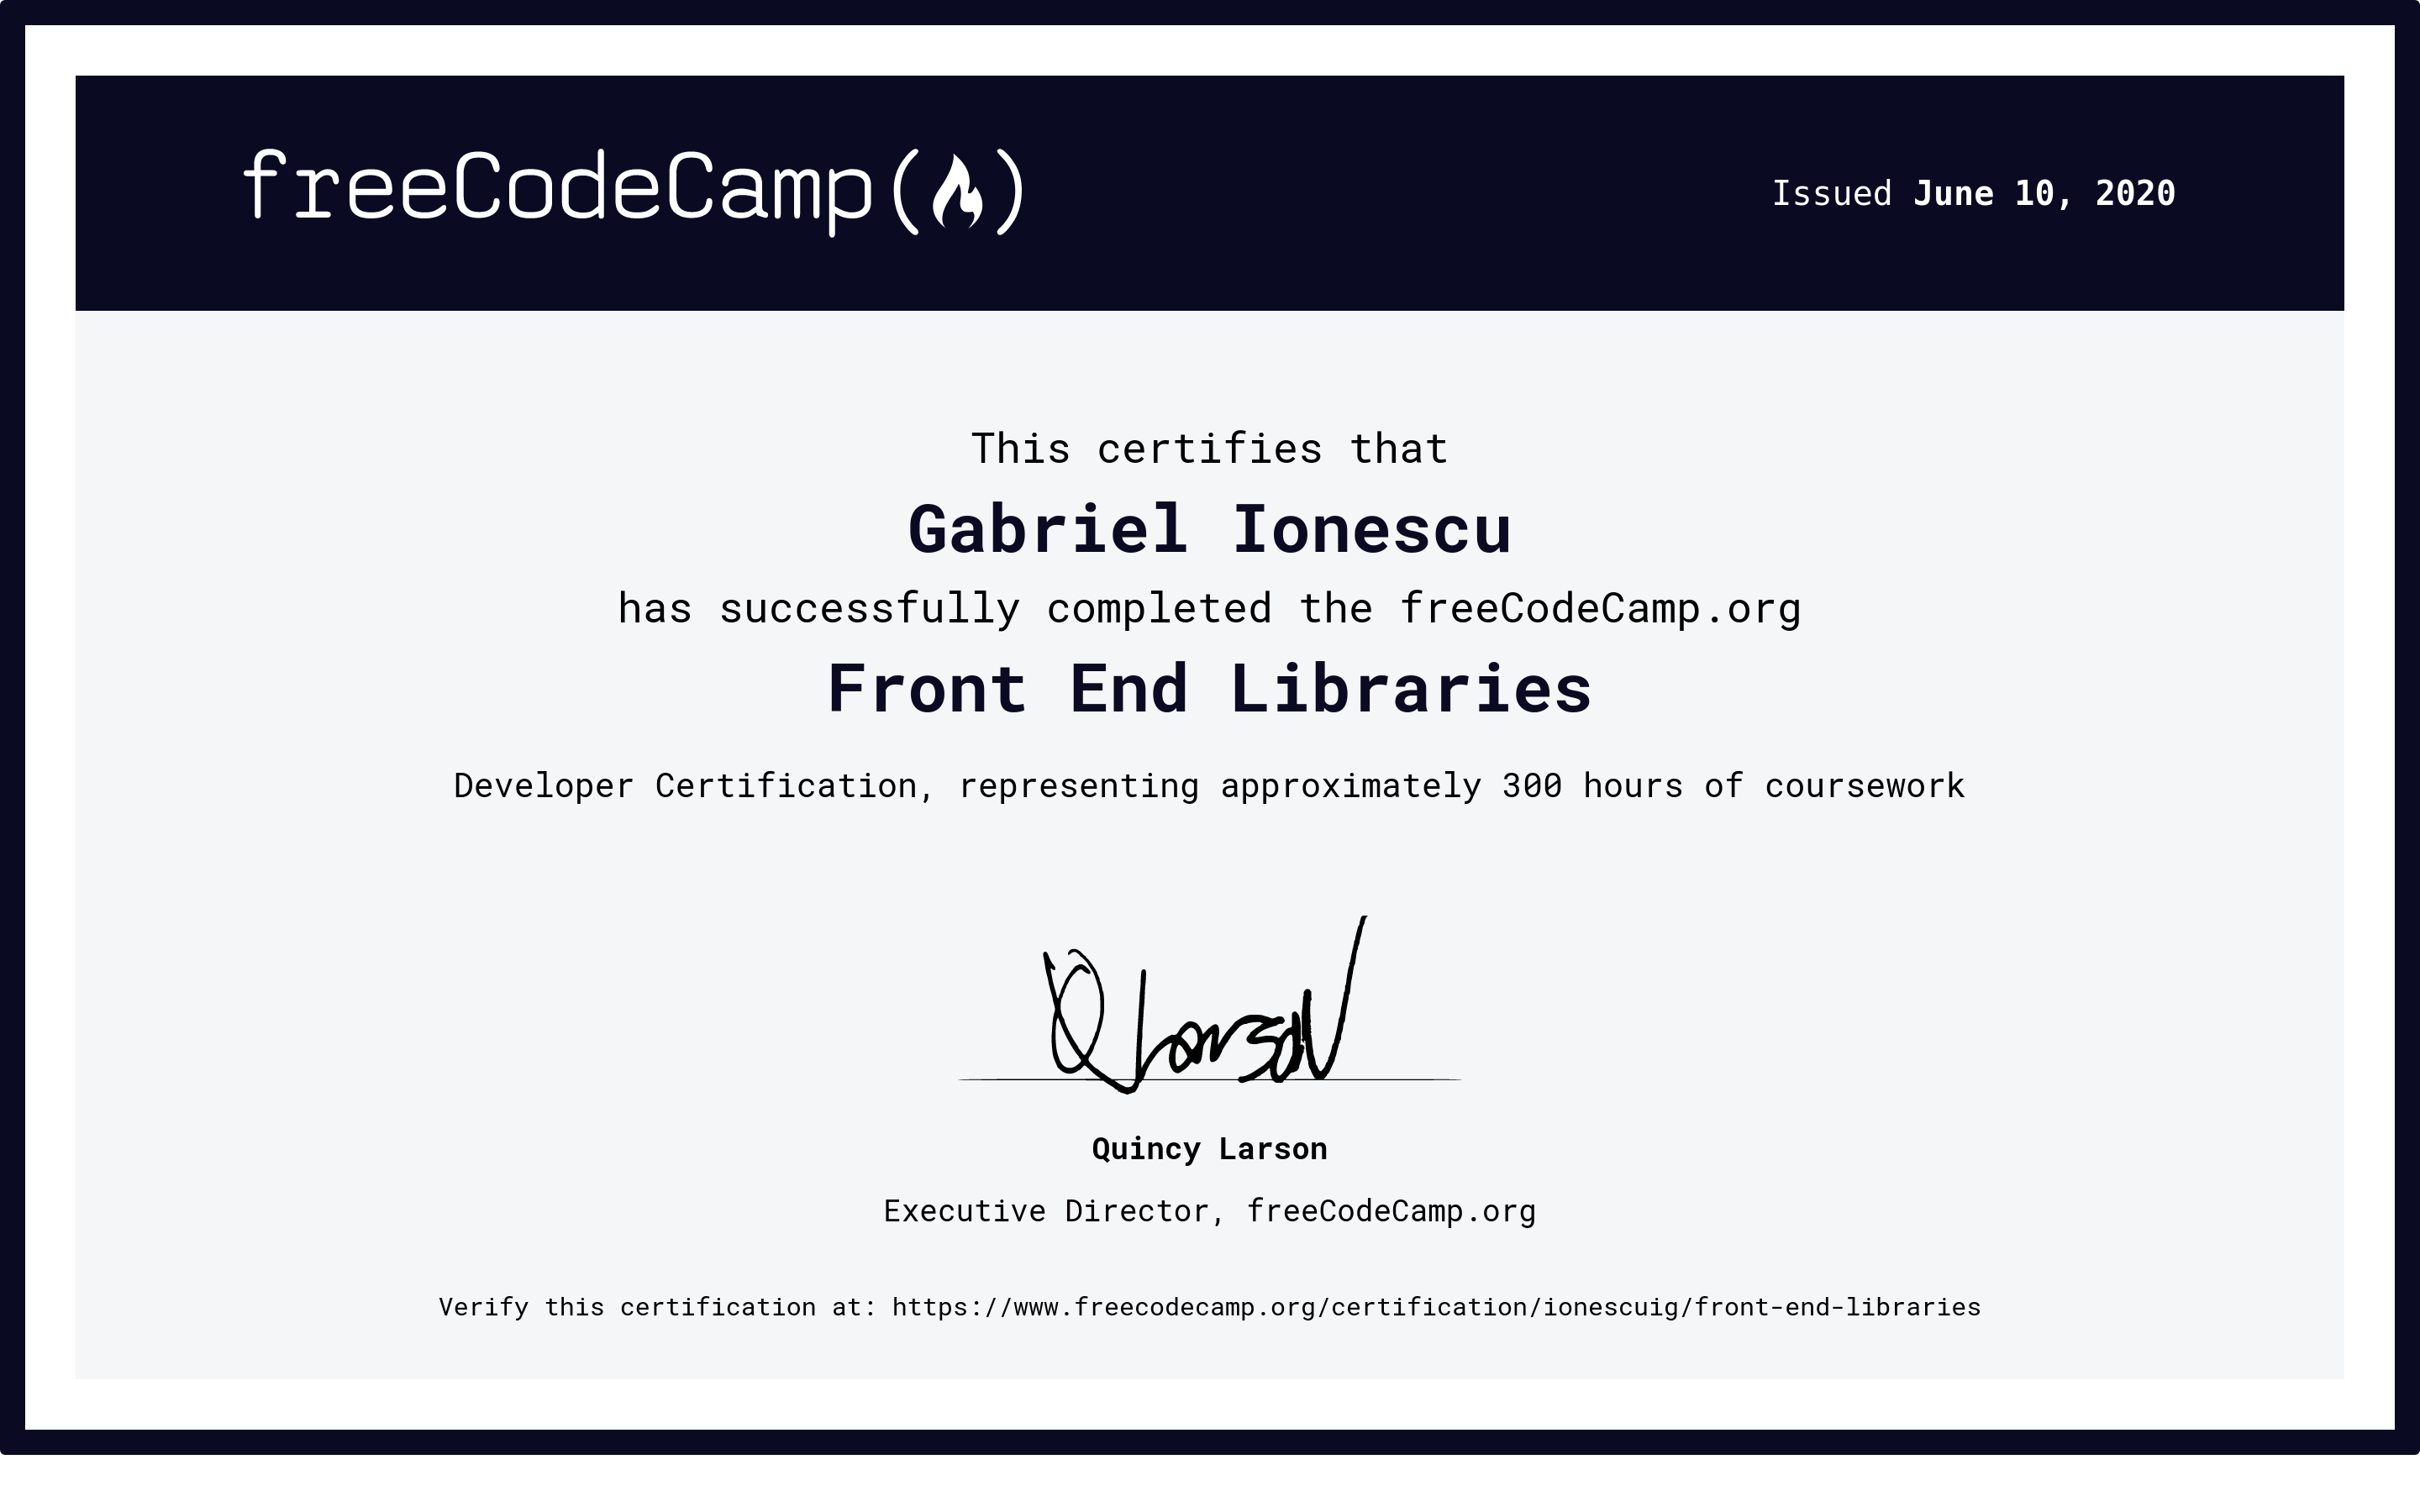 freeCodeCamp(🔥)
Issued June 10, 2020
This certifies that
Gabriel Ionescu
has successfully completed the freeCodeCamp.org
Front End Libraries
Developer Certification, representing approximately 300 hours of coursework
Q Larson
Quincy Larson
Executive Director, freeCodeCamp.org
Verify this certification at: https://www.freecodecamp.org/certification/ionescuig/front-end-libraries